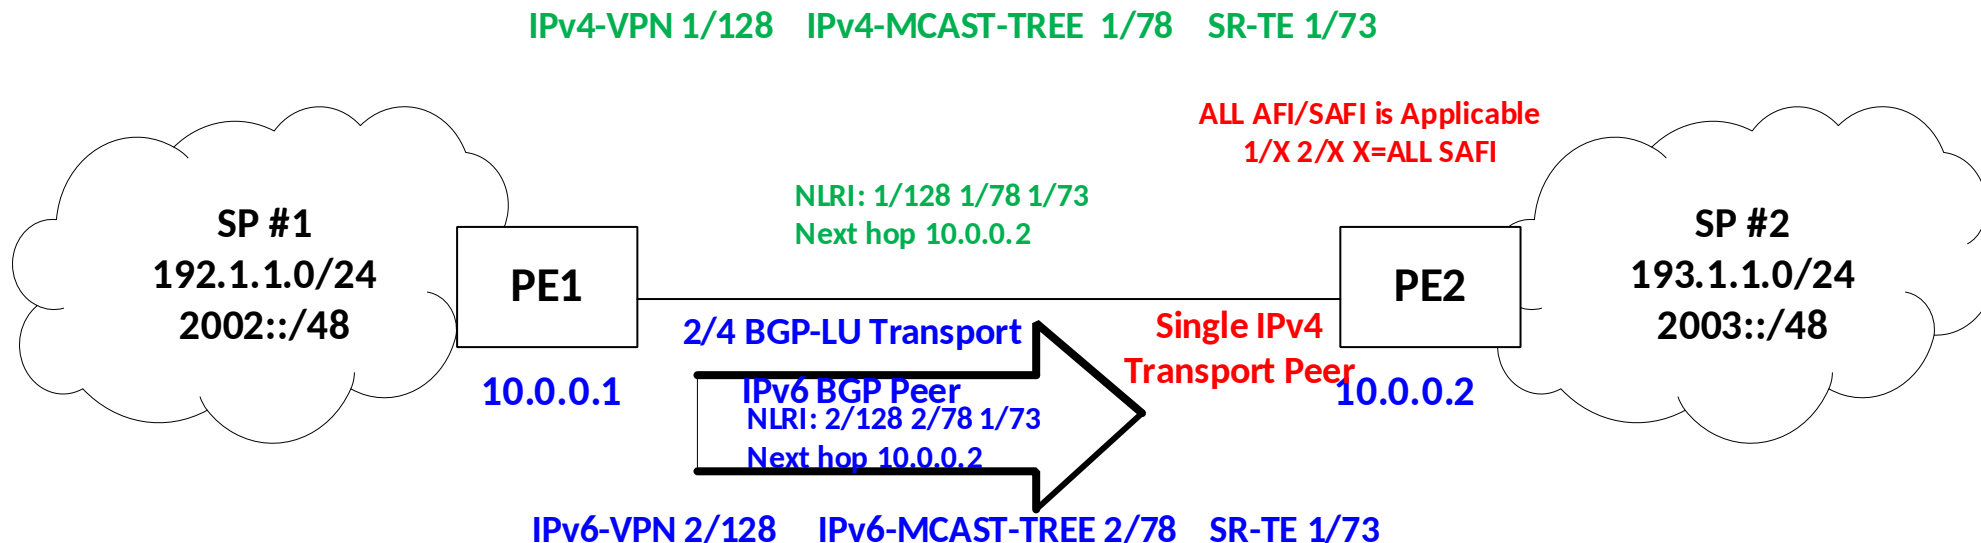 IPv4-VPN 1/128 IPv4-MCAST-TREE 1/78 SR-TE 1/73
ALL AFI/SAFI is Applicable
1/X 2/X X=ALL SAFI
NLRI: 1/128 1/78 1/73
Next hop 10.0.0.2
SP #1
192.1.1.0/24
2002::/48
PE1
PE2
SP #2
193.1.1.0/24
2003::/48
2/4 BGP-LU Transport
Single IPv4
Transport Peer
10.0.0.1
IPv6 BGP Peer
10.0.0.2
NLRI: 2/128 2/78 1/73
Next hop 10.0.0.2
IPv6-VPN 2/128 IPv6-MCAST-TREE 2/78 SR-TE 1/73